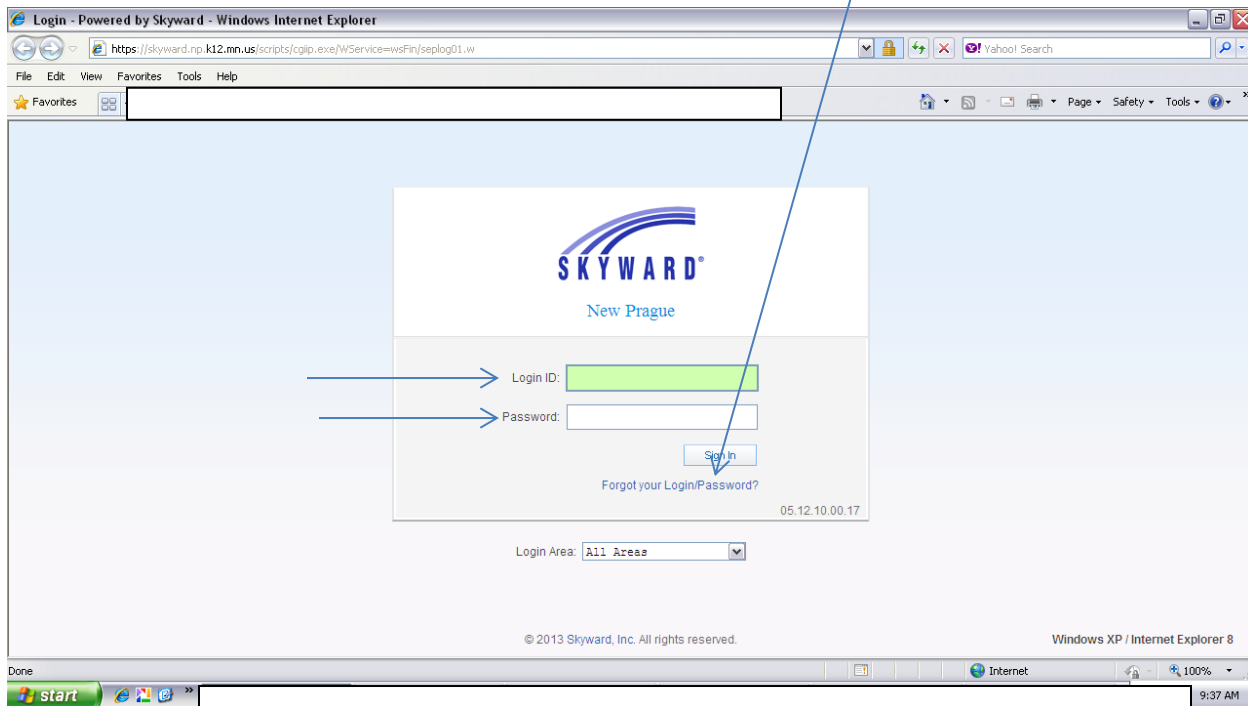 Login - Powered by Skyward - Windows Internet Explorer
https://skyward.np.k12.mn.us/scripts/cgiip.exe/WService=wsFin/seplog01.w
Yahoo! Search
File Edit View Favorites Tools Help
Favorites
Page Safety Tools »
SKYWARD®
New Prague
Login ID:
Password:
Sign In
Forgot your Login/Password?
05.12.10.00.17
Login Area: All Areas
© 2013 Skyward, Inc. All rights reserved.
Windows XP / Internet Explorer 8
Done
Internet
100%
start
»
9:37 AM